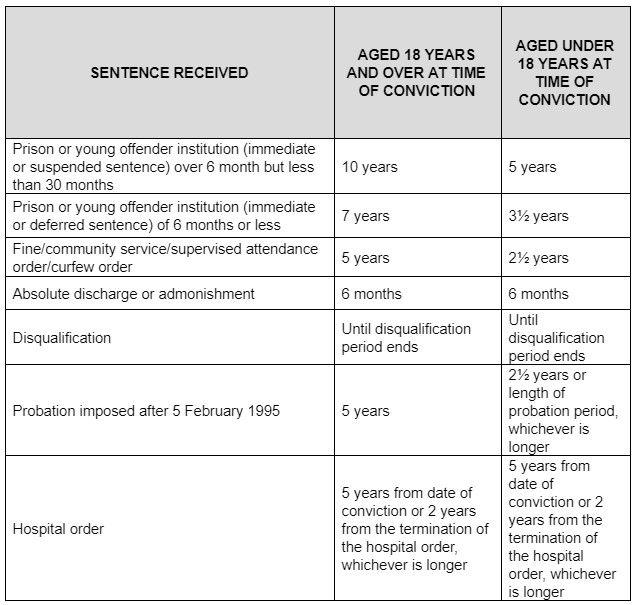 SENTENCE RECEIVED
AGED 18 YEARS
AND OVER AT TIME
OF CONVICTION
AGED UNDER
18 YEARS AT
TIME OF
CONVICTION
Prison or young offender institution (immediate
or suspended sentence) over 6 month but less
than 30 months
10 years
5 years
Prison or young offender institution (immediate
or deferred sentence) of 6 months or less
7 years
3½ years
Fine/community service/supervised attendance
order/curfew order
5 years
2½ years
Absolute discharge or admonishment
6 months
6 months
Disqualification
Until disqualification
period ends
Until
disqualification
period ends
Probation imposed after 5 February 1995
5 years
2½ years or
length of
probation period,
whichever is
longer
Hospital order
5 years from date of
conviction or 2 years
from the termination of
the hospital order,
whichever is longer
5 years from
date of
conviction or 2
years from the
termination of
the hospital
order, whichever
is longer